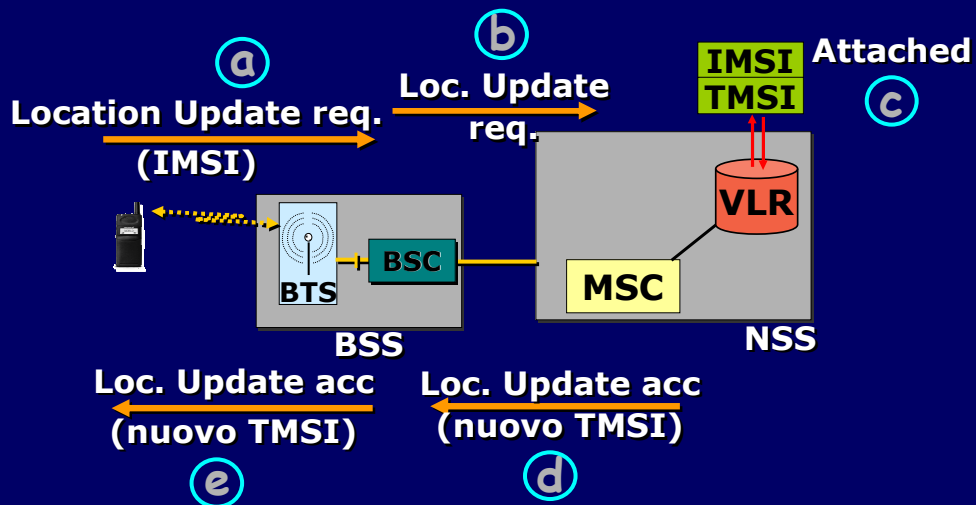 a
Location Update req.
(IMSI)
b
Loc. Update
req.
IMSI
TMSI
Attached
c
VLR
MSC
NSS
BTS
BSC
BSS
Loc. Update acc
(nuovo TMSI)
e
Loc. Update acc
(nuovo TMSI)
d